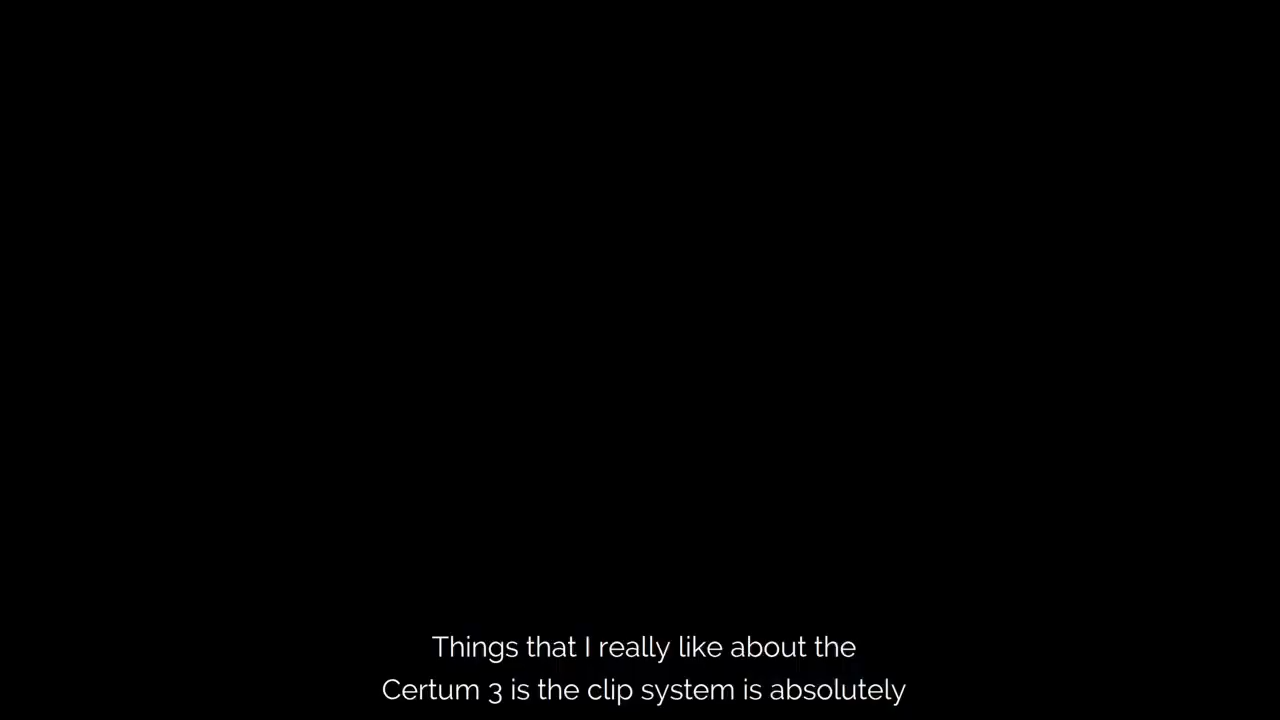 Things that I really like about the
Certum 3 is the clip system is absolutely